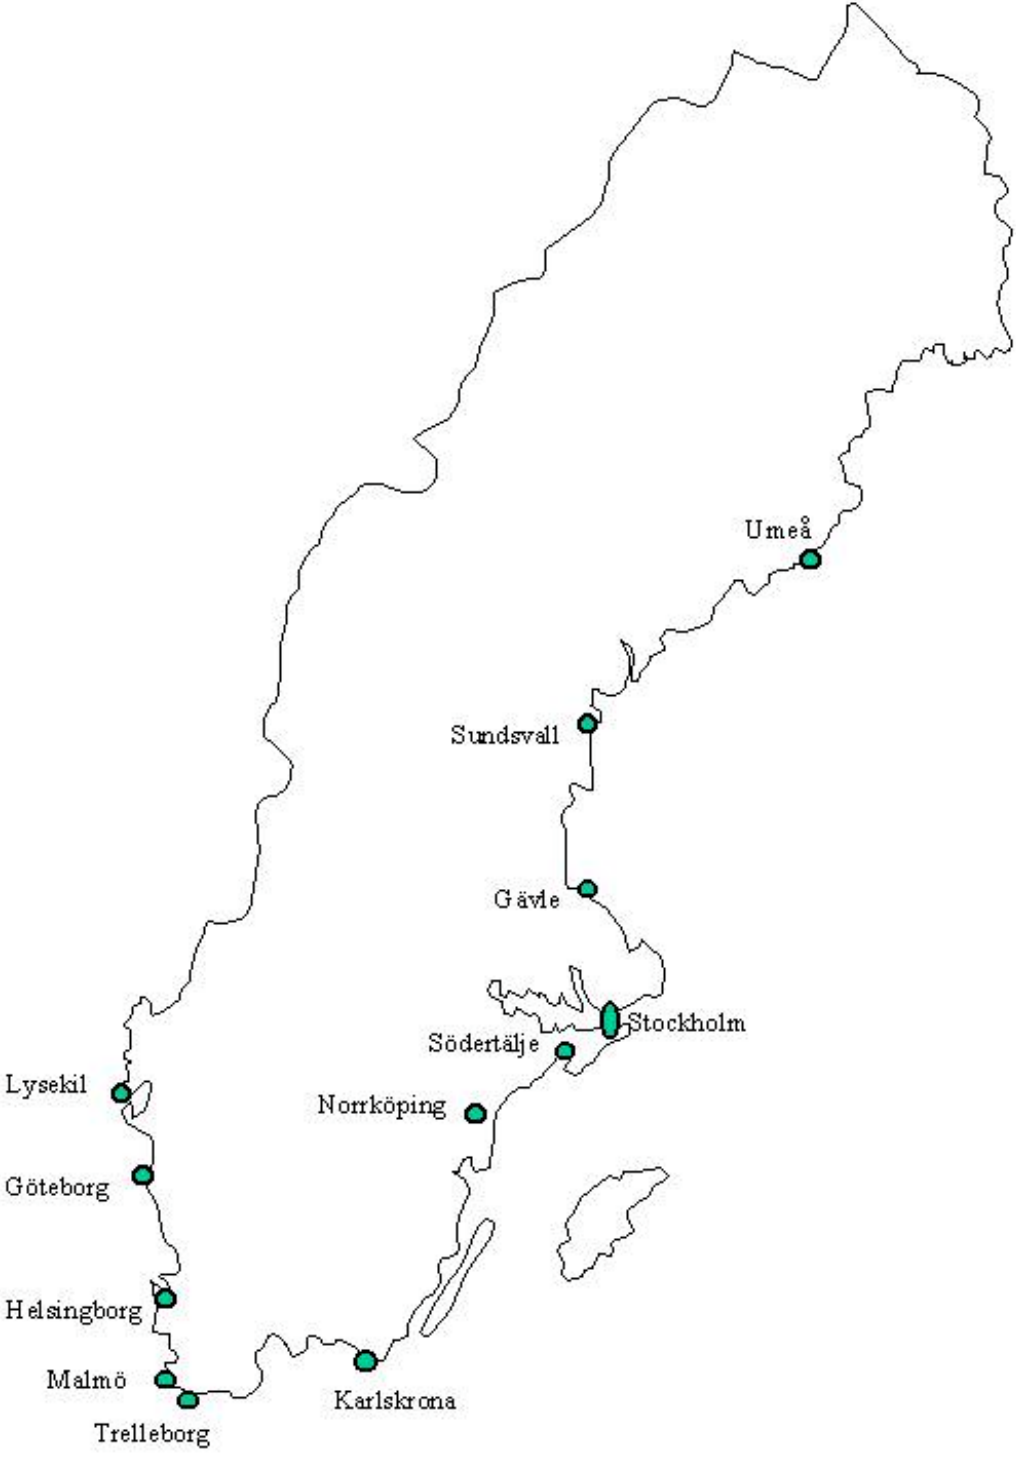 Umeå
Sundsvall
Gävle
Stockholm
Södertälje
Lysekil
Norrköping
Göteborg
Helsingborg
Malmö
Karlskrona
Trelleborg